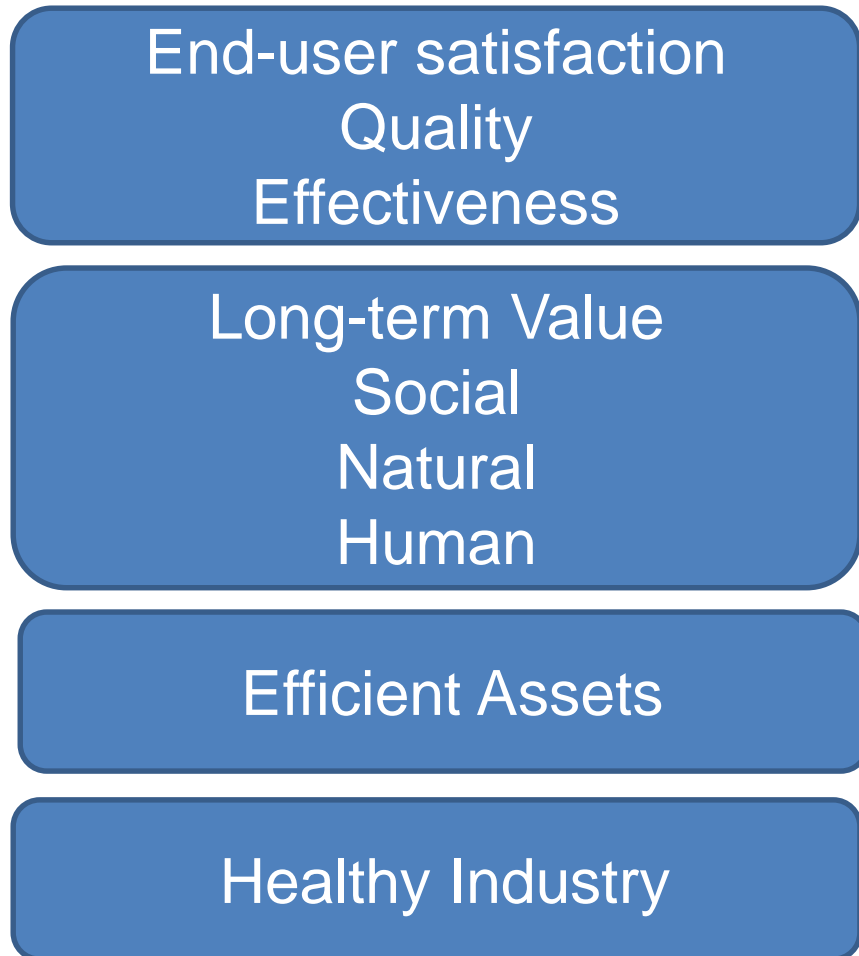 End-user satisfaction
Quality
Effectiveness
Long-term Value
Social
Natural
Human
Efficient Assets
Healthy Industry